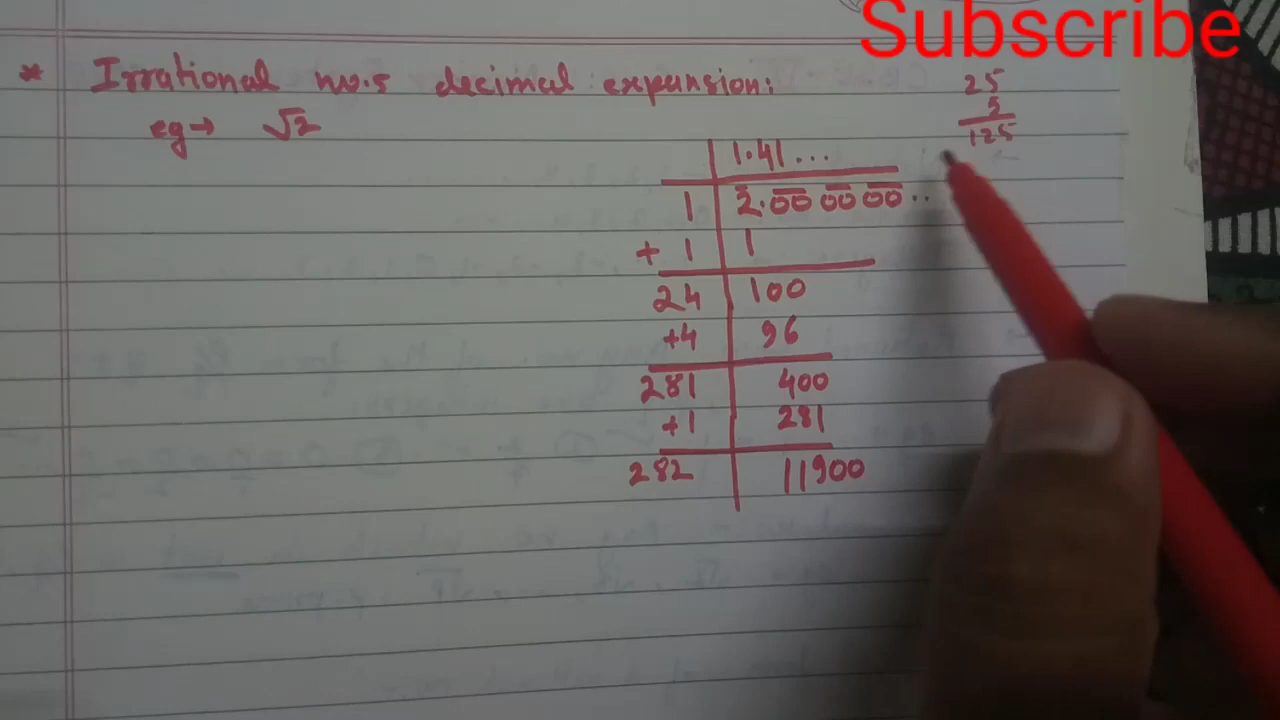 Subscribe
* Irrational no.s decimal expansion:
eg→ √2
25
5
125
1.41...
1 2.00 00 00..
+ 1 1
24 100
+4 96
281 400
+1 281
282 11900